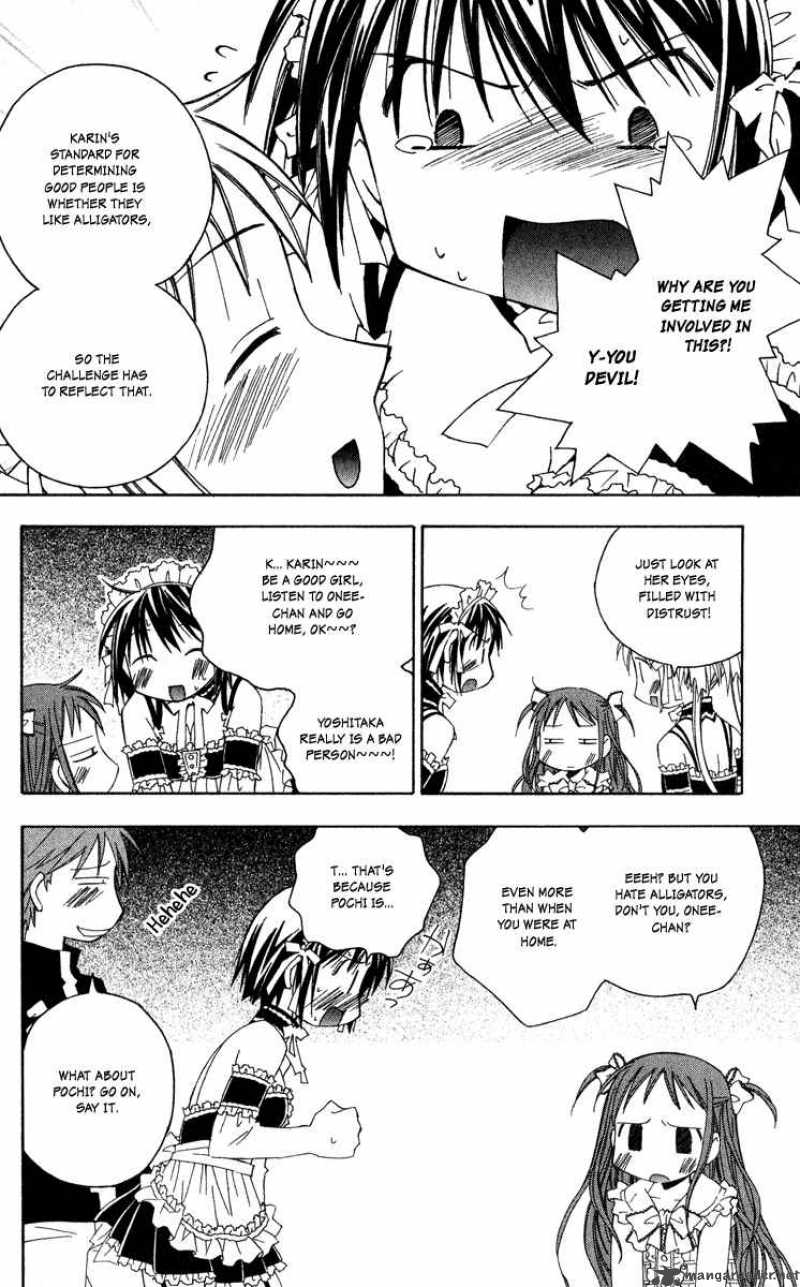 WHY ARE YOU
GETTING ME
INVOLVED IN
THIS?!
Y-YOU
DEVIL!
KARIN'S
STANDARD FOR
DETERMINING
GOOD PEOPLE IS
WHETHER THEY
LIKE ALLIGATORS,
SO THE
CHALLENGE HAS
TO REFLECT THAT.
JUST LOOK AT
HER EYES,
FILLED WITH
DISTRUST!
K... KARIN~~~
BE A GOOD GIRL,
LISTEN TO ONEE-
CHAN AND GO
HOME, OK~~?
YOSHITAKA
REALLY IS A BAD
PERSON~~~!
EEEH? BUT YOU
HATE ALLIGATORS,
DON'T YOU, ONEE-
CHAN?
EVEN MORE
THAN WHEN
YOU WERE AT
HOME.
T... THAT'S
BECAUSE
POCHI IS...
Hehehe
WHAT ABOUT
POCHI? GO ON,
SAY IT.
mangareader.net